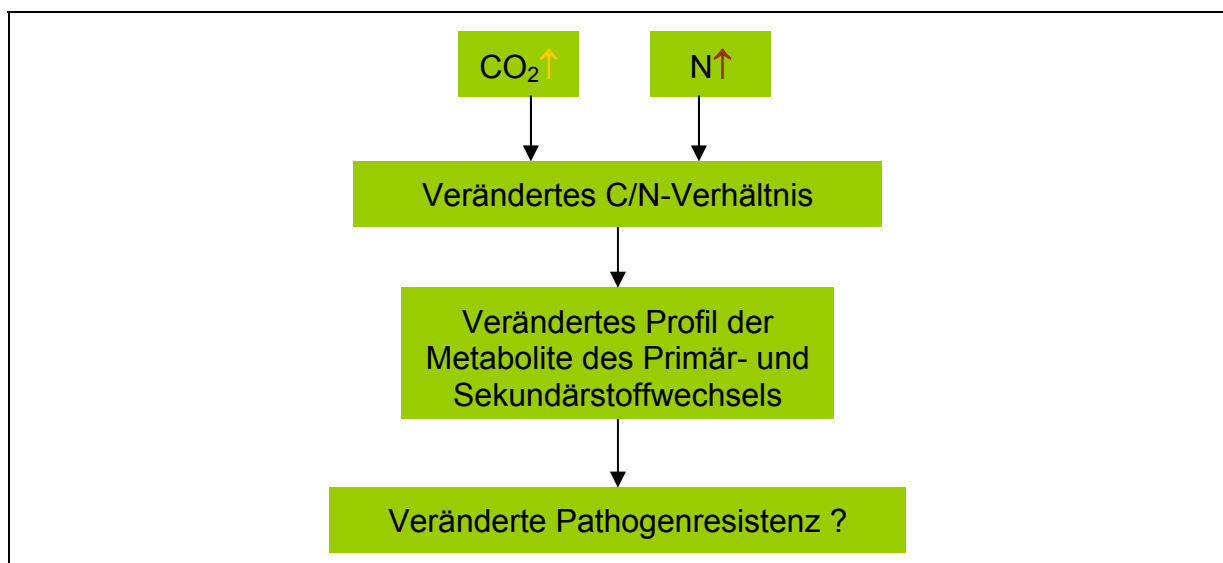 CO₂↑
N↑
Verändertes C/N-Verhältnis
Verändertes Profil der
Metabolite des Primär- und
Sekundärstoffwechsels
Veränderte Pathogenresistenz ?